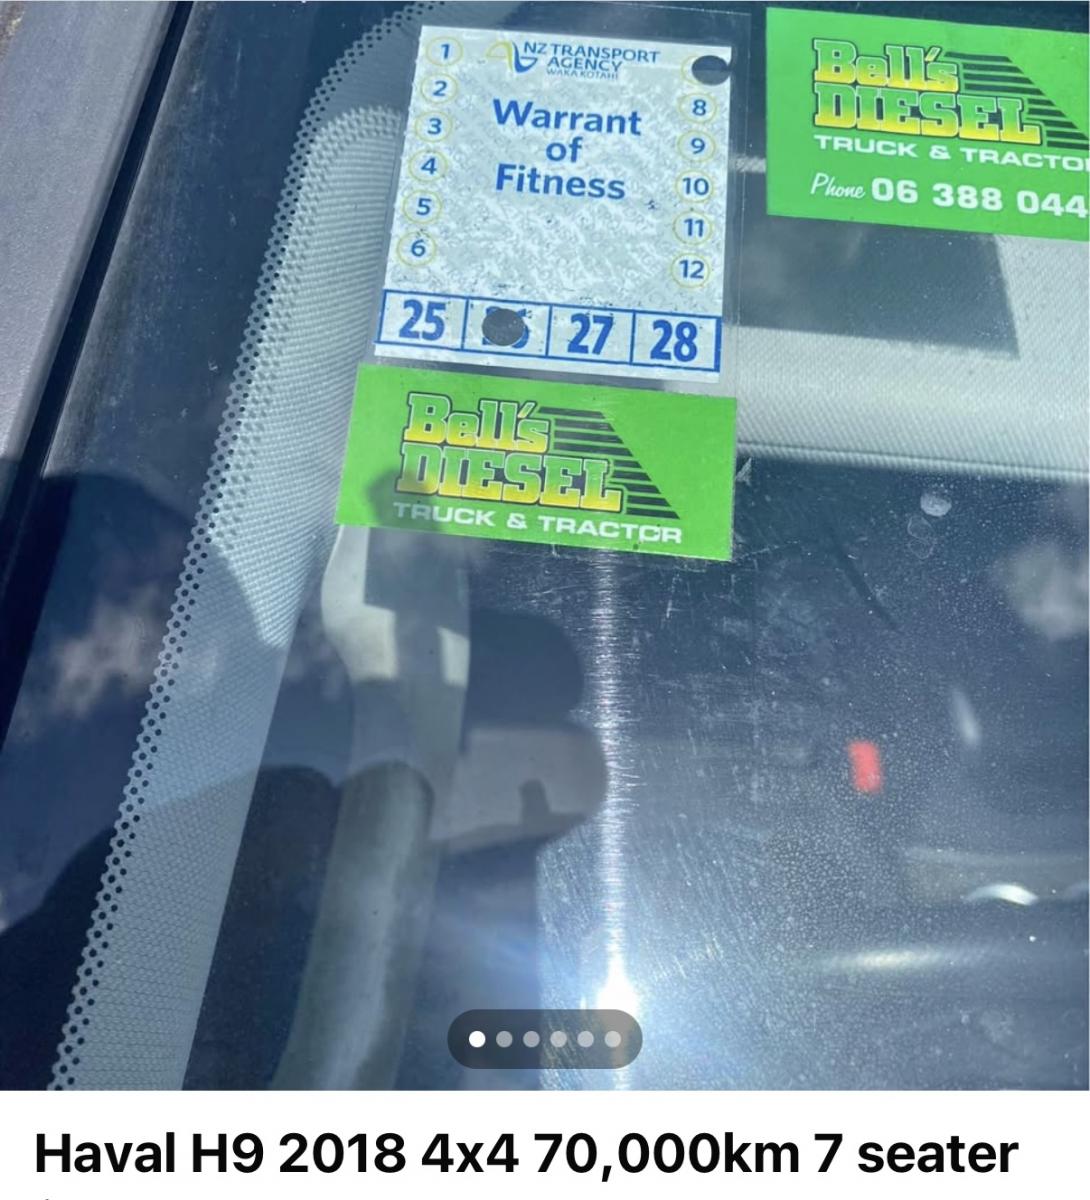 NZ TRANSPORT
AGENCY
WAKA KOTAHI
Warrant
of
Fitness
1
2
3
4
5
6
8
9
10
11
12
25
27
28
Bell's
DIESEL
TRUCK & TRACTOR
Bell's
DIESEL
TRUCK & TRACTO
Phone 06 388 044
Haval H9 2018 4x4 70,000km 7 seater